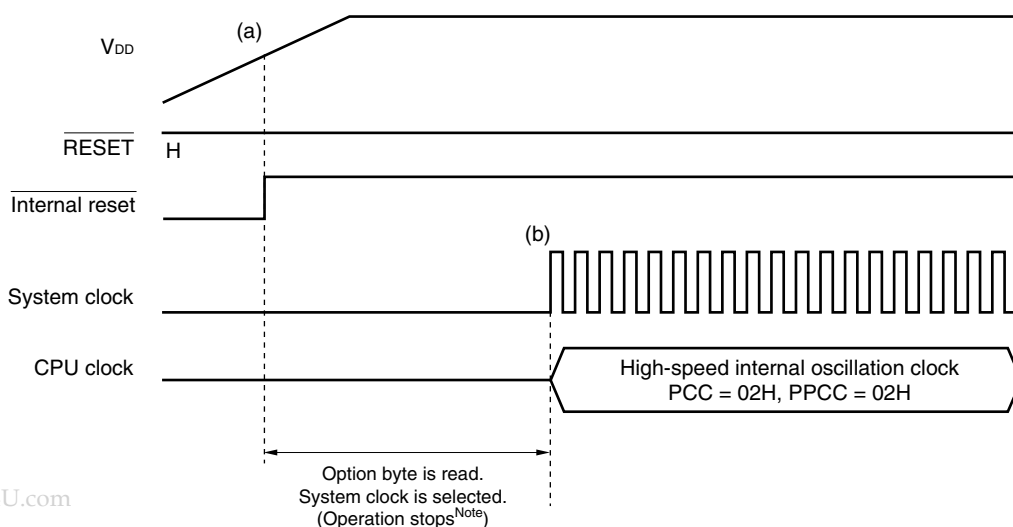 (a)
VDD
RESET
H
Internal reset
(b)
System clock
CPU clock
High-speed internal oscillation clock
PCC = 02H, PPCC = 02H
Option byte is read.
System clock is selected.
(Operation stopsNote)
U.com